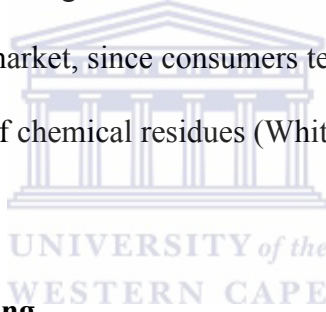 market, since consumers te
f chemical residues (Whit
UNIVERSITY of the
WESTERN CAPE
ng